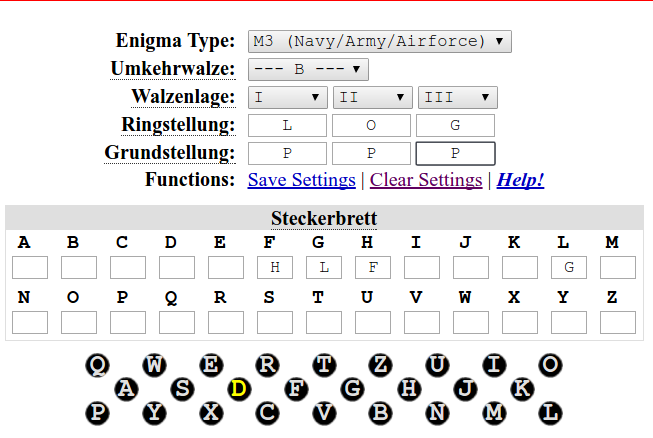 Enigma Type: M3 (Navy/Army/Airforce)
Umkehrwalze: --- B ---
Walzenlage: I II III
Ringstellung: L O G
Grundstellung: P P P
Functions: Save Settings | Clear Settings | Help!
Steckerbrett
A B C D E F G H I J K L M
H L F G
N O P Q R S T U V W X Y Z
Q W E R T Z U I O
A S D F G H J K
P Y X C V B N M L